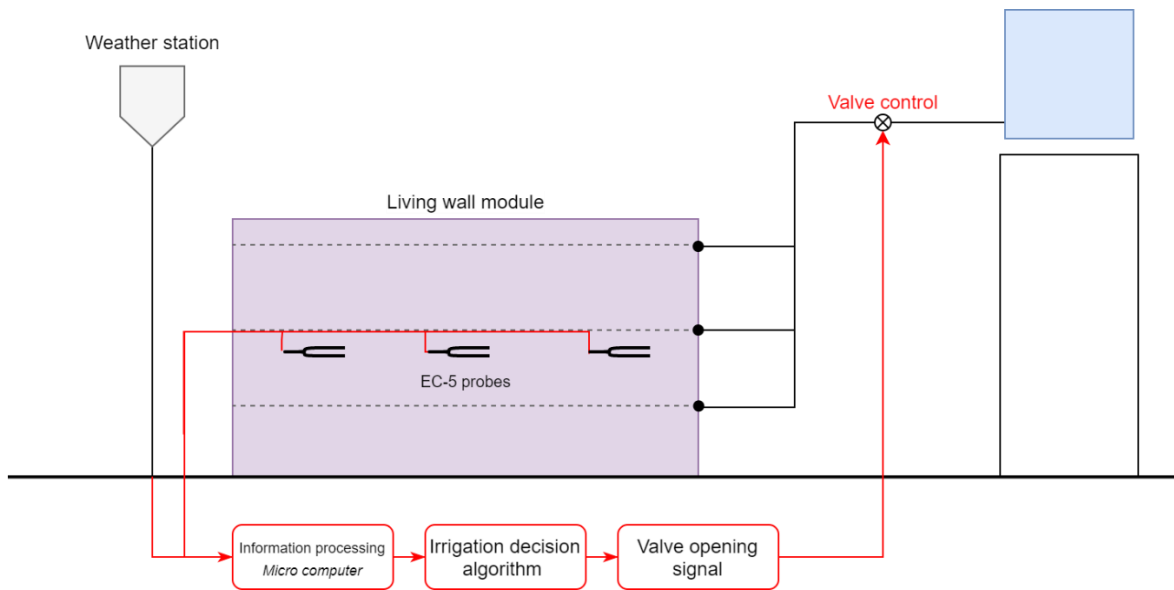 Weather station
Valve control
Living wall module
EC-5 probes
Information processing
Micro computer
Irrigation decision
algorithm
Valve opening
signal